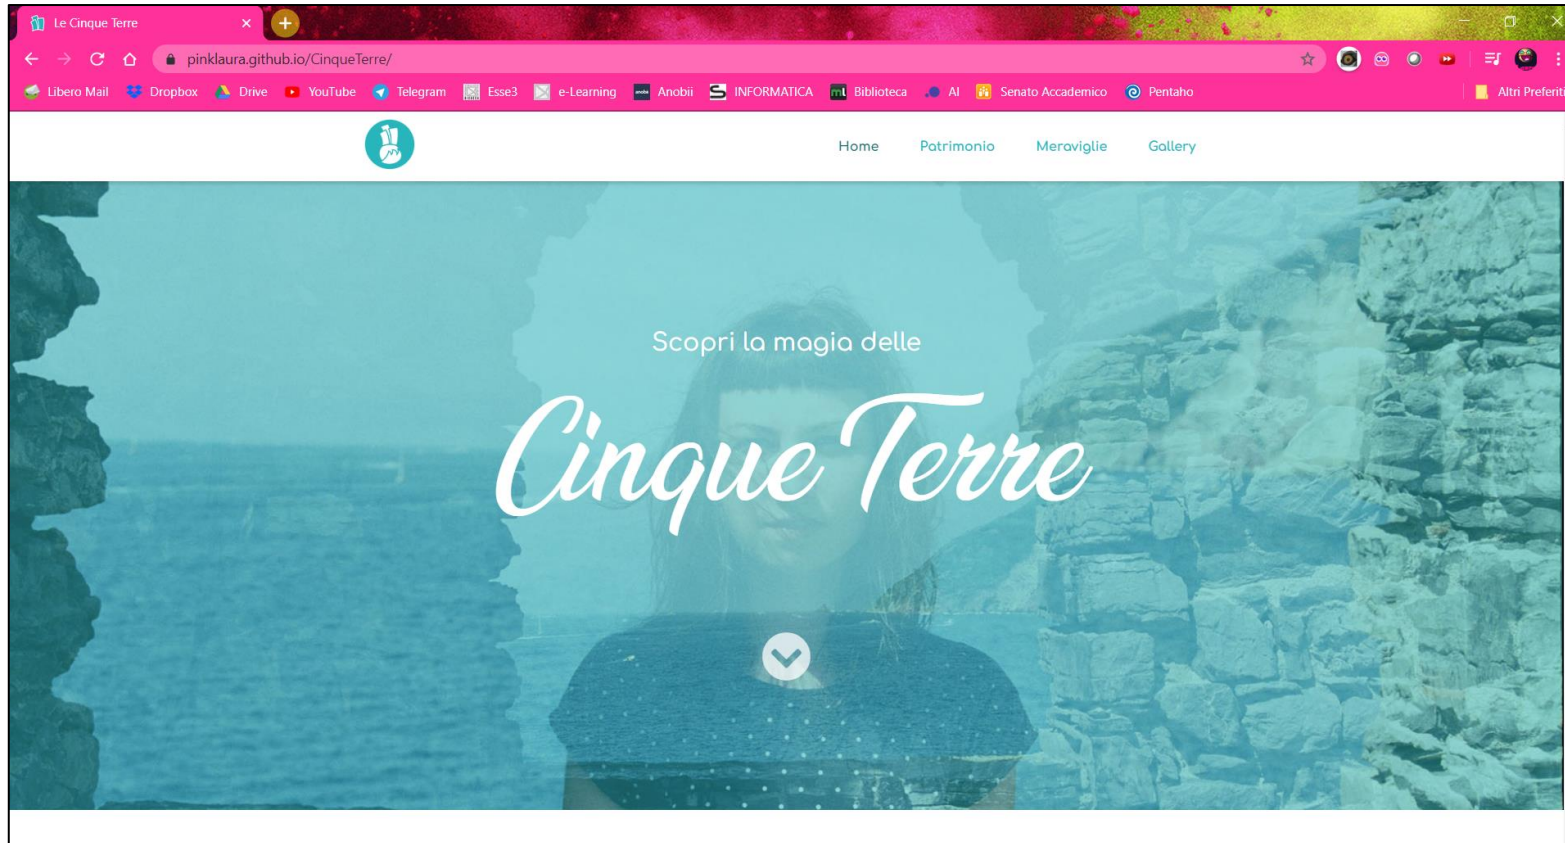 Le Cinque Terre
pinklaura.github.io/CinqueTerre/
Libero Mail Dropbox Drive YouTube Telegram Esse3 e-Learning Anobii INFORMATICA Biblioteca AI Senato Accademico Pentaho Altri Preferiti
Home Patrimonio Meraviglie Gallery
Scopri la magia delle
Cinque Terre